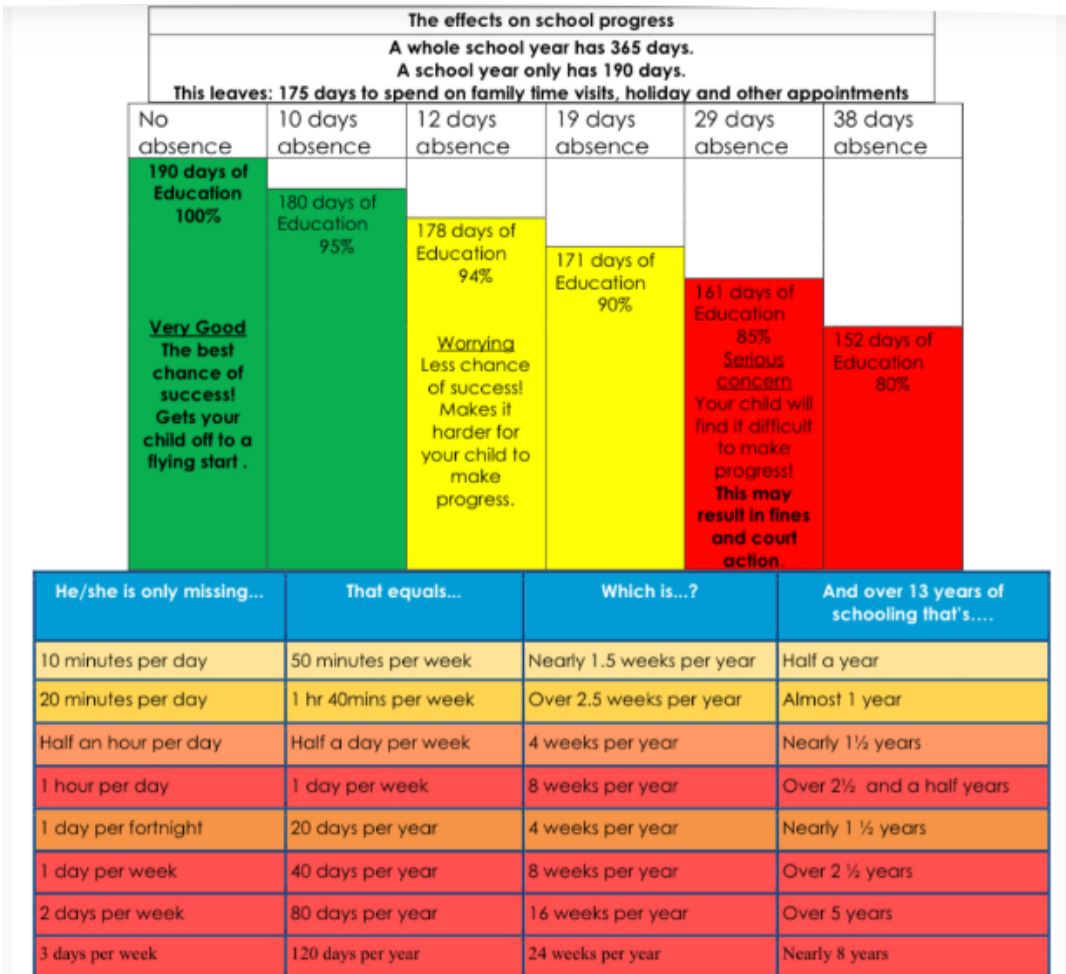 The effects on school progress
A whole school year has 365 days.
A school year only has 190 days.
This leaves: 175 days to spend on family time visits, holiday and other appointments
No absence
10 days absence
12 days absence
19 days absence
29 days absence
38 days absence
190 days of
Education
100%
Very Good
The best
chance of
success!
Gets your
child off to a
flying start .
180 days of
Education
95%
178 days of
Education
94%
Worrying
Less chance
of success!
Makes it
harder for
your child to
make
progress.
171 days of
Education
90%
161 days of
Education
85%
Serious
concern
Your child will
find it difficult
to make
progress!
This may
result in fines
and court
action.
152 days of
Education
80%
He/she is only missing... That equals... Which is...? And over 13 years of schooling that's....
10 minutes per day 50 minutes per week Nearly 1.5 weeks per year Half a year
20 minutes per day 1 hr 40mins per week Over 2.5 weeks per year Almost 1 year
Half an hour per day Half a day per week 4 weeks per year Nearly 1½ years
1 hour per day 1 day per week 8 weeks per year Over 2½ and a half years
1 day per fortnight 20 days per year 4 weeks per year Nearly 1 ½ years
1 day per week 40 days per year 8 weeks per year Over 2 ½ years
2 days per week 80 days per year 16 weeks per year Over 5 years
3 days per week 120 days per year 24 weeks per year Nearly 8 years